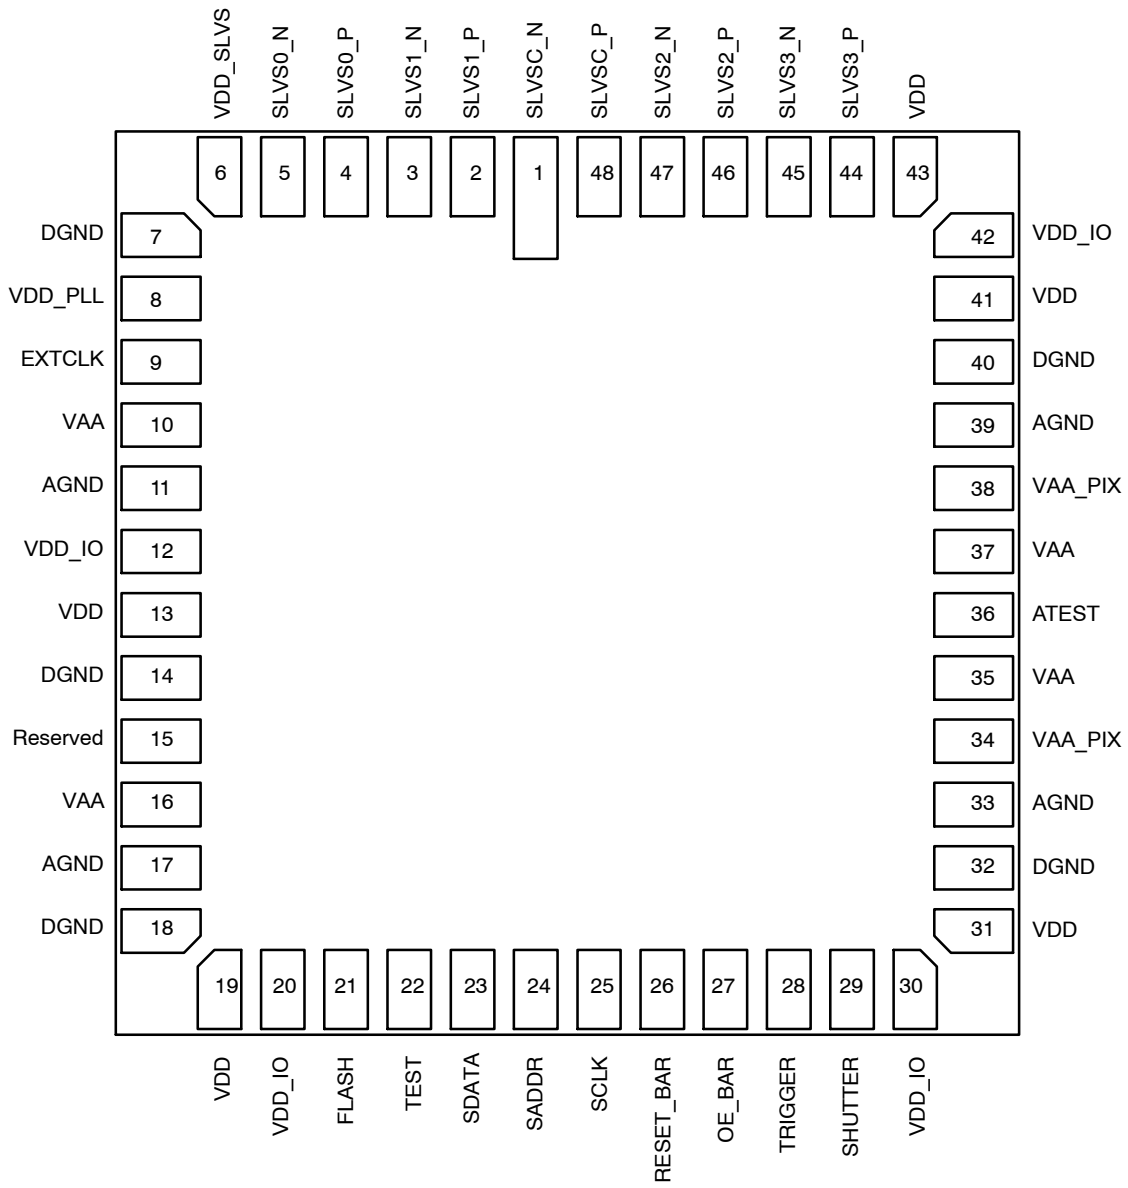 VDD_SLVS
SLVS0_N
SLVS0_P
SLVS1_N
SLVS1_P
SLVSC_N
SLVSC_P
SLVS2_N
SLVS2_P
SLVS3_N
SLVS3_P
VDD
6 5 4 3 2 1 48 47 46 45 44 43
DGND 7 42 VDD_IO
VDD_PLL 8 41 VDD
EXTCLK 9 40 DGND
VAA 10 39 AGND
AGND 11 38 VAA_PIX
VDD_IO 12 37 VAA
VDD 13 36 ATEST
DGND 14 35 VAA
Reserved 15 34 VAA_PIX
VAA 16 33 AGND
AGND 17 32 DGND
DGND 18 31 VDD
19 20 21 22 23 24 25 26 27 28 29 30
VDD
VDD_IO
FLASH
TEST
SDATA
SADDR
SCLK
RESET_BAR
OE_BAR
TRIGGER
SHUTTER
VDD_IO